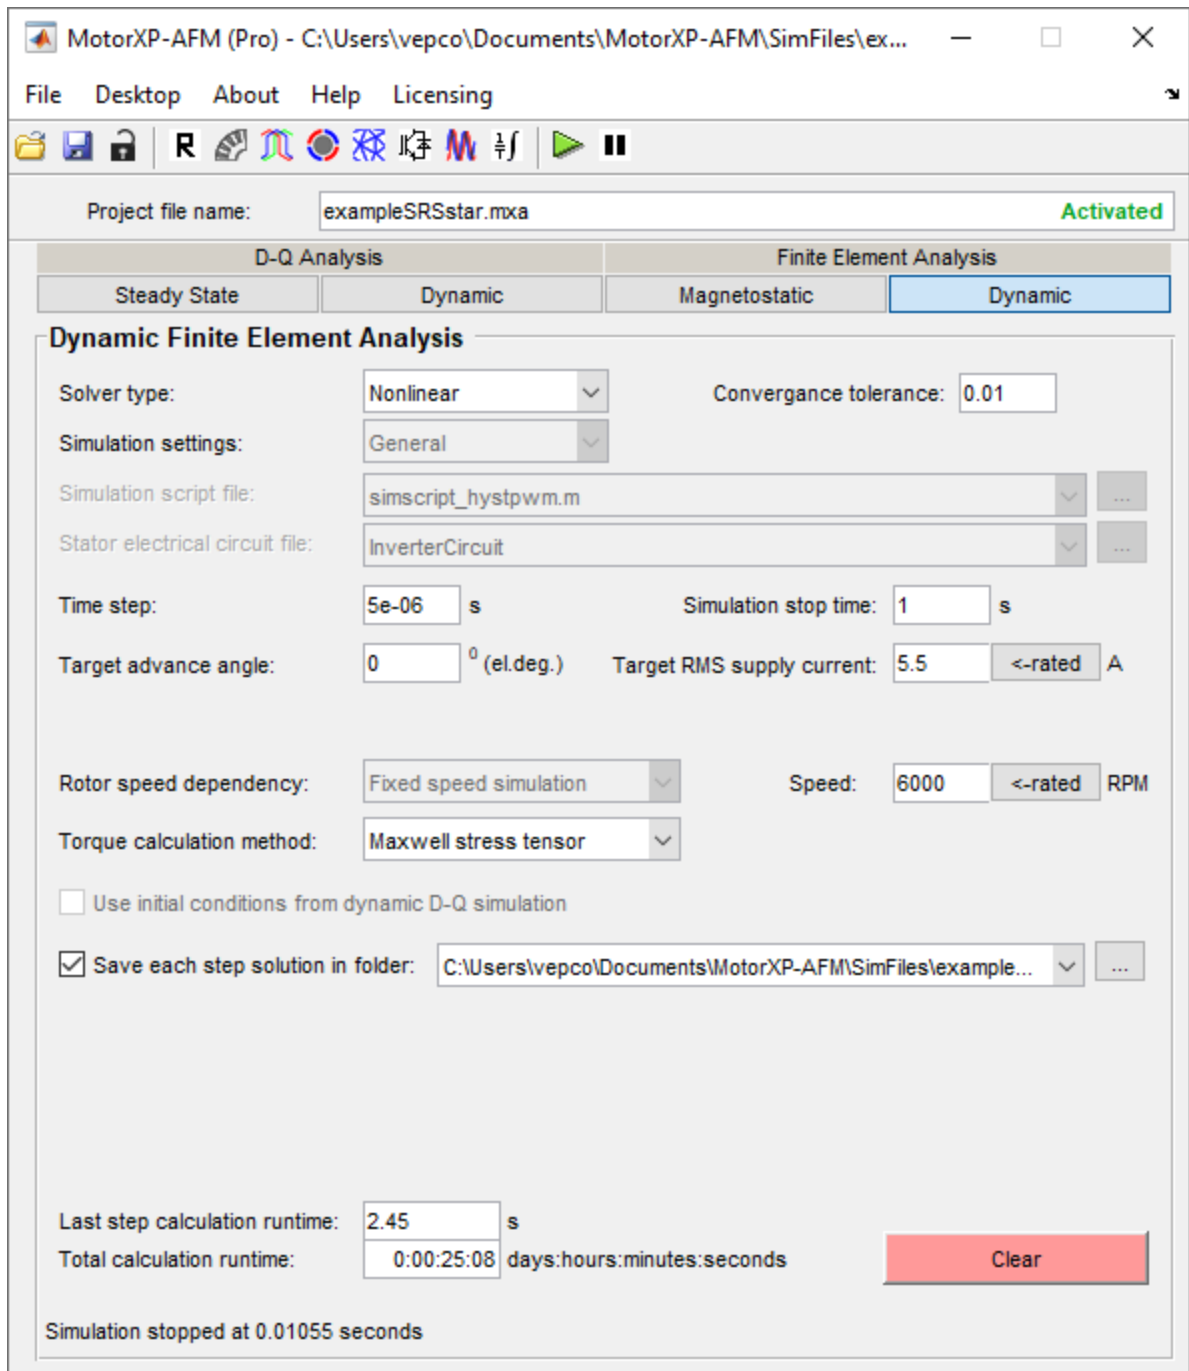 MotorXP-AFM (Pro) - C:\Users\vepco\Documents\MotorXP-AFM\SimFiles\ex...
File Desktop About Help Licensing
R
Project file name: exampleSRSstar.mxa Activated
D-Q Analysis Finite Element Analysis
Steady State Dynamic Magnetostatic Dynamic
Dynamic Finite Element Analysis
Solver type: Nonlinear Convergance tolerance: 0.01
Simulation settings: General
Simulation script file: simscript_hystpwm.m ...
Stator electrical circuit file: InverterCircuit ...
Time step: 5e-06 s Simulation stop time: 1 s
Target advance angle: 0 0 (el.deg.) Target RMS supply current: 5.5 <-rated A
Rotor speed dependency: Fixed speed simulation Speed: 6000 <-rated RPM
Torque calculation method: Maxwell stress tensor
Use initial conditions from dynamic D-Q simulation
Save each step solution in folder: C:\Users\vepco\Documents\MotorXP-AFM\SimFiles\example... ...
Last step calculation runtime: 2.45 s
Total calculation runtime: 0:00:25:08 days:hours:minutes:seconds Clear
Simulation stopped at 0.01055 seconds